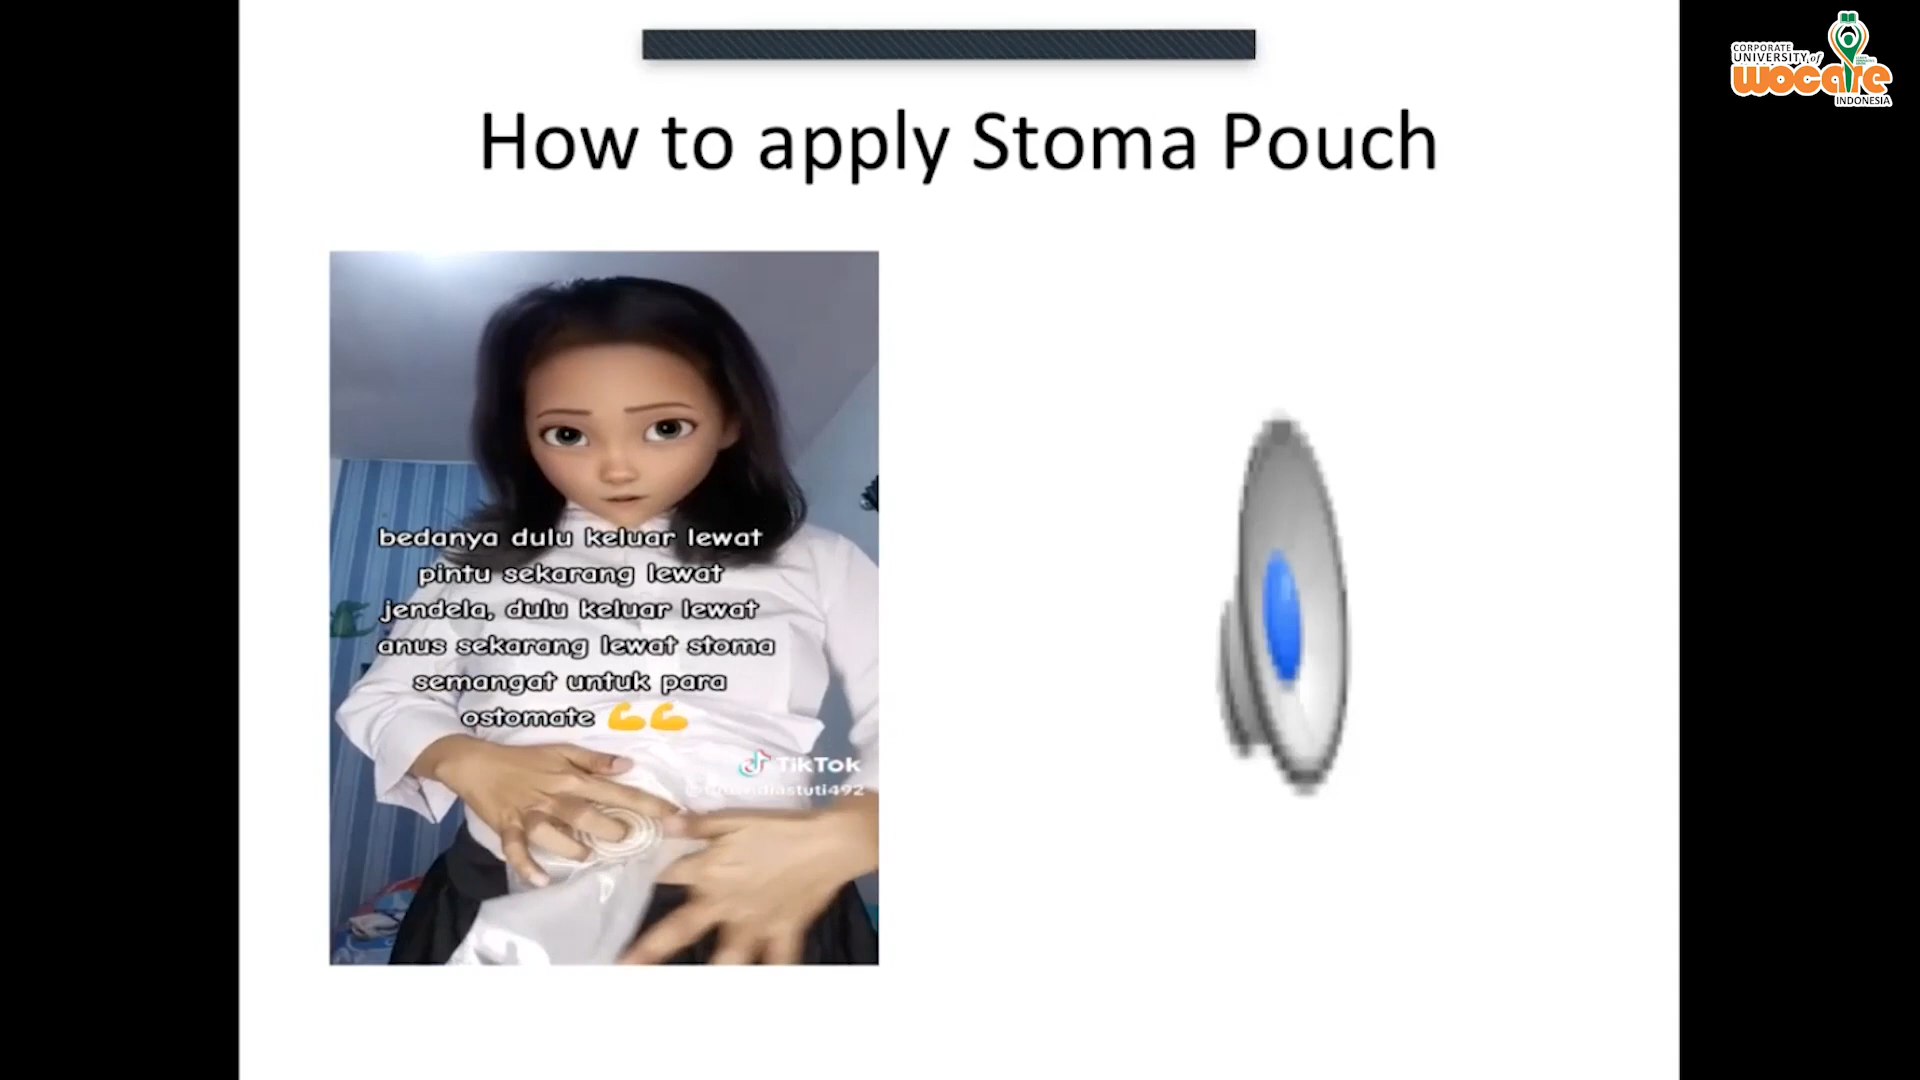 CORPORATE
UNIVERSITY of
wocare
INDONESIA
How to apply Stoma Pouch
bedanya dulu keluar lewat
pintu sekarang lewat
jendela, dulu keluar lewat
anus sekarang lewat stoma
semangat untuk para
ostomate 💪💪
TikTok